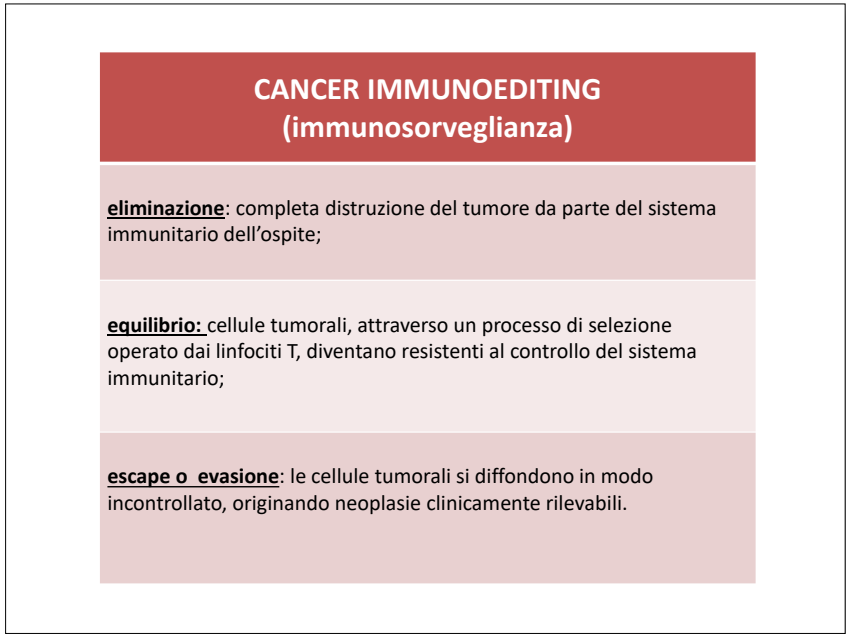 CANCER IMMUNOEDITING
(immunosorveglianza)
eliminazione: completa distruzione del tumore da parte del sistema
immunitario dell’ospite;
equilibrio: cellule tumorali, attraverso un processo di selezione
operato dai linfociti T, diventano resistenti al controllo del sistema
immunitario;
escape o  evasione: le cellule tumorali si diffondono in modo
incontrollato, originando neoplasie clinicamente rilevabili.